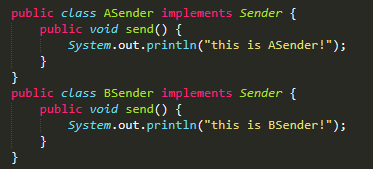 public class ASender implements Sender {
    public void send() {
        System.out.println("this is ASender!");
    }
}
public class BSender implements Sender {
    public void send() {
        System.out.println("this is BSender!");
    }
}